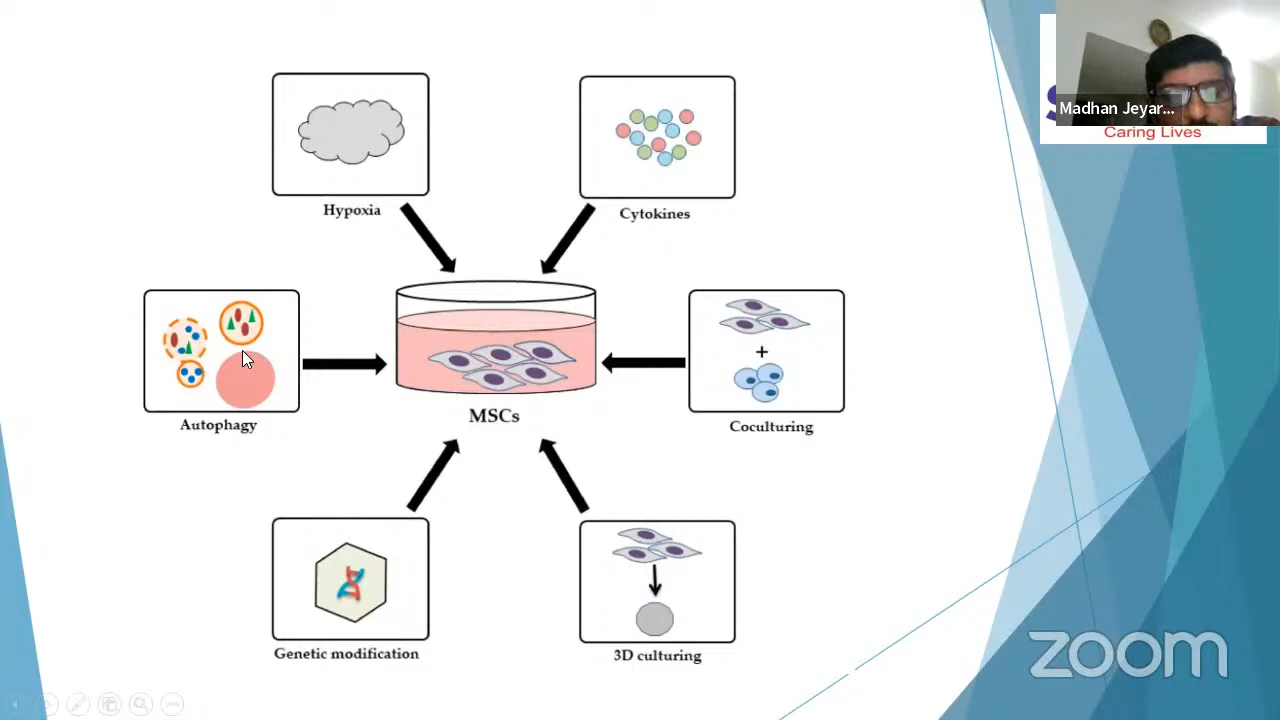 Madhan Jeyar...
S
Caring Lives
Hypoxia
Cytokines
+
Autophagy
MSCs
Coculturing
Genetic modification
3D culturing
zoom